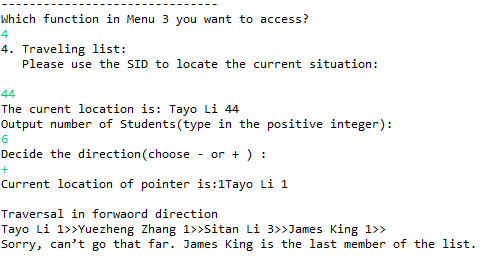 -------------------------------
Which function in Menu 3 you want to access?
4
4. Traveling list:
Please use the SID to locate the current situation:
44
The curent location is: Tayo Li 44
Output number of Students(type in the positive integer):
6
Decide the direction(choose - or + ) :
+
Current location of pointer is:1Tayo Li 1
Traversal in forwaord direction
Tayo Li 1>>Yuezheng Zhang 1>>Sitan Li 3>>James King 1>>
Sorry, can't go that far. James King is the last member of the list.